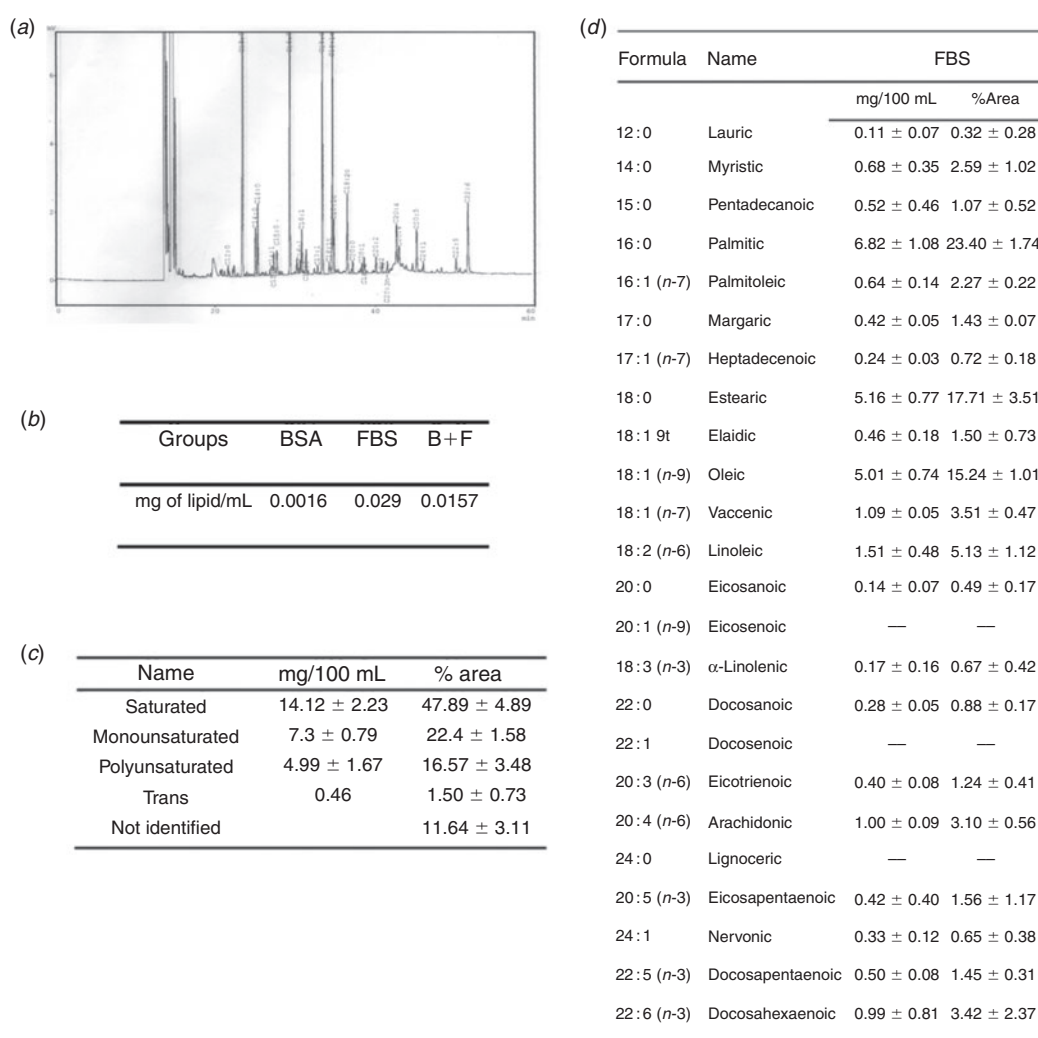 (a)
0 20 40 60
min
(b)
Groups BSA FBS B+F
mg of lipid/mL 0.0016 0.029 0.0157
(c)
Name mg/100 mL % area
Saturated 14.12 ± 2.23 47.89 ± 4.89
Monounsaturated 7.3 ± 0.79 22.4 ± 1.58
Polyunsaturated 4.99 ± 1.67 16.57 ± 3.48
Trans 0.46 1.50 ± 0.73
Not identified 11.64 ± 3.11
(d)
Formula Name FBS
mg/100 mL %Area
12:0 Lauric 0.11 ± 0.07 0.32 ± 0.28
14:0 Myristic 0.68 ± 0.35 2.59 ± 1.02
15:0 Pentadecanoic 0.52 ± 0.46 1.07 ± 0.52
16:0 Palmitic 6.82 ± 1.08 23.40 ± 1.74
16:1 (n-7) Palmitoleic 0.64 ± 0.14 2.27 ± 0.22
17:0 Margaric 0.42 ± 0.05 1.43 ± 0.07
17:1 (n-7) Heptadecenoic 0.24 ± 0.03 0.72 ± 0.18
18:0 Estearic 5.16 ± 0.77 17.71 ± 3.51
18:1 9t Elaidic 0.46 ± 0.18 1.50 ± 0.73
18:1 (n-9) Oleic 5.01 ± 0.74 15.24 ± 1.01
18:1 (n-7) Vaccenic 1.09 ± 0.05 3.51 ± 0.47
18:2 (n-6) Linoleic 1.51 ± 0.48 5.13 ± 1.12
20:0 Eicosanoic 0.14 ± 0.07 0.49 ± 0.17
20:1 (n-9) Eicosenoic — —
18:3 (n-3) α-Linolenic 0.17 ± 0.16 0.67 ± 0.42
22:0 Docosanoic 0.28 ± 0.05 0.88 ± 0.17
22:1 Docosenoic — —
20:3 (n-6) Eicotrienoic 0.40 ± 0.08 1.24 ± 0.41
20:4 (n-6) Arachidonic 1.00 ± 0.09 3.10 ± 0.56
24:0 Lignoceric — —
20:5 (n-3) Eicosapentaenoic 0.42 ± 0.40 1.56 ± 1.17
24:1 Nervonic 0.33 ± 0.12 0.65 ± 0.38
22:5 (n-3) Docosapentaenoic 0.50 ± 0.08 1.45 ± 0.31
22:6 (n-3) Docosahexaenoic 0.99 ± 0.81 3.42 ± 2.37